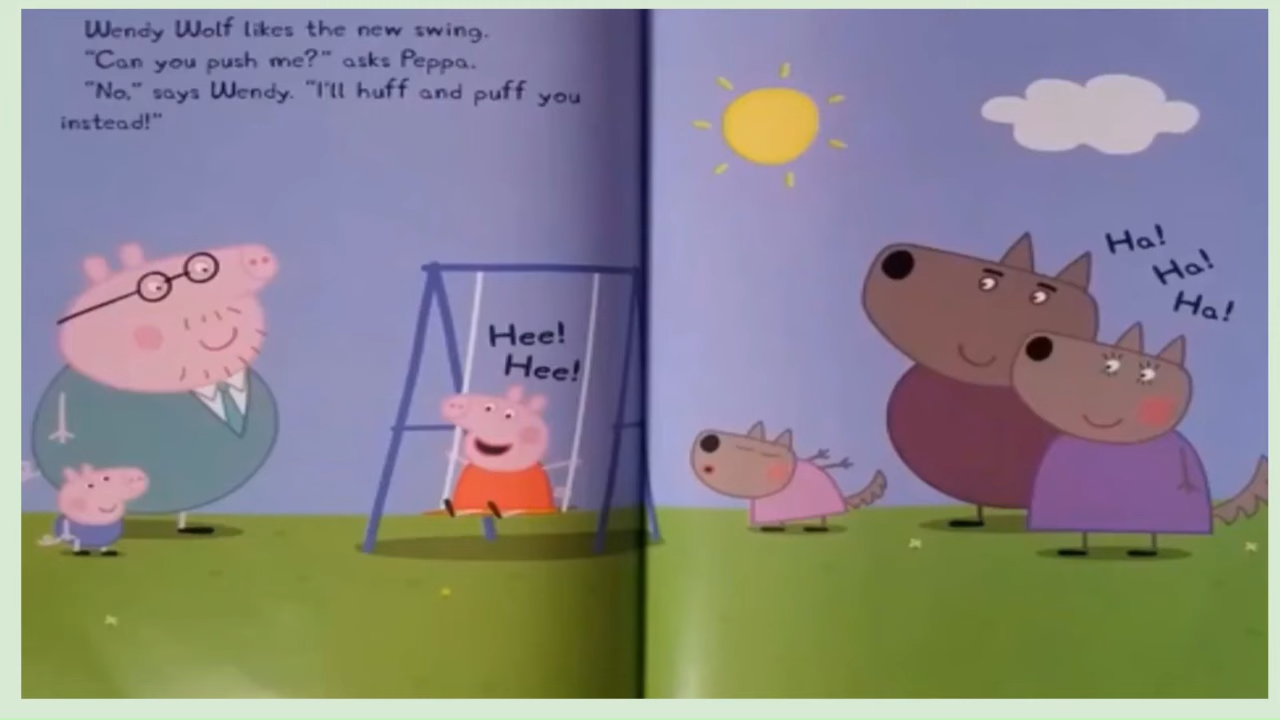 Wendy Wolf likes the new swing.
"Can you push me?" asks Peppa.
"No," says Wendy. "I'll huff and puff you
instead!"
Hee!
Hee!
Ha!
Ha!
Ha!